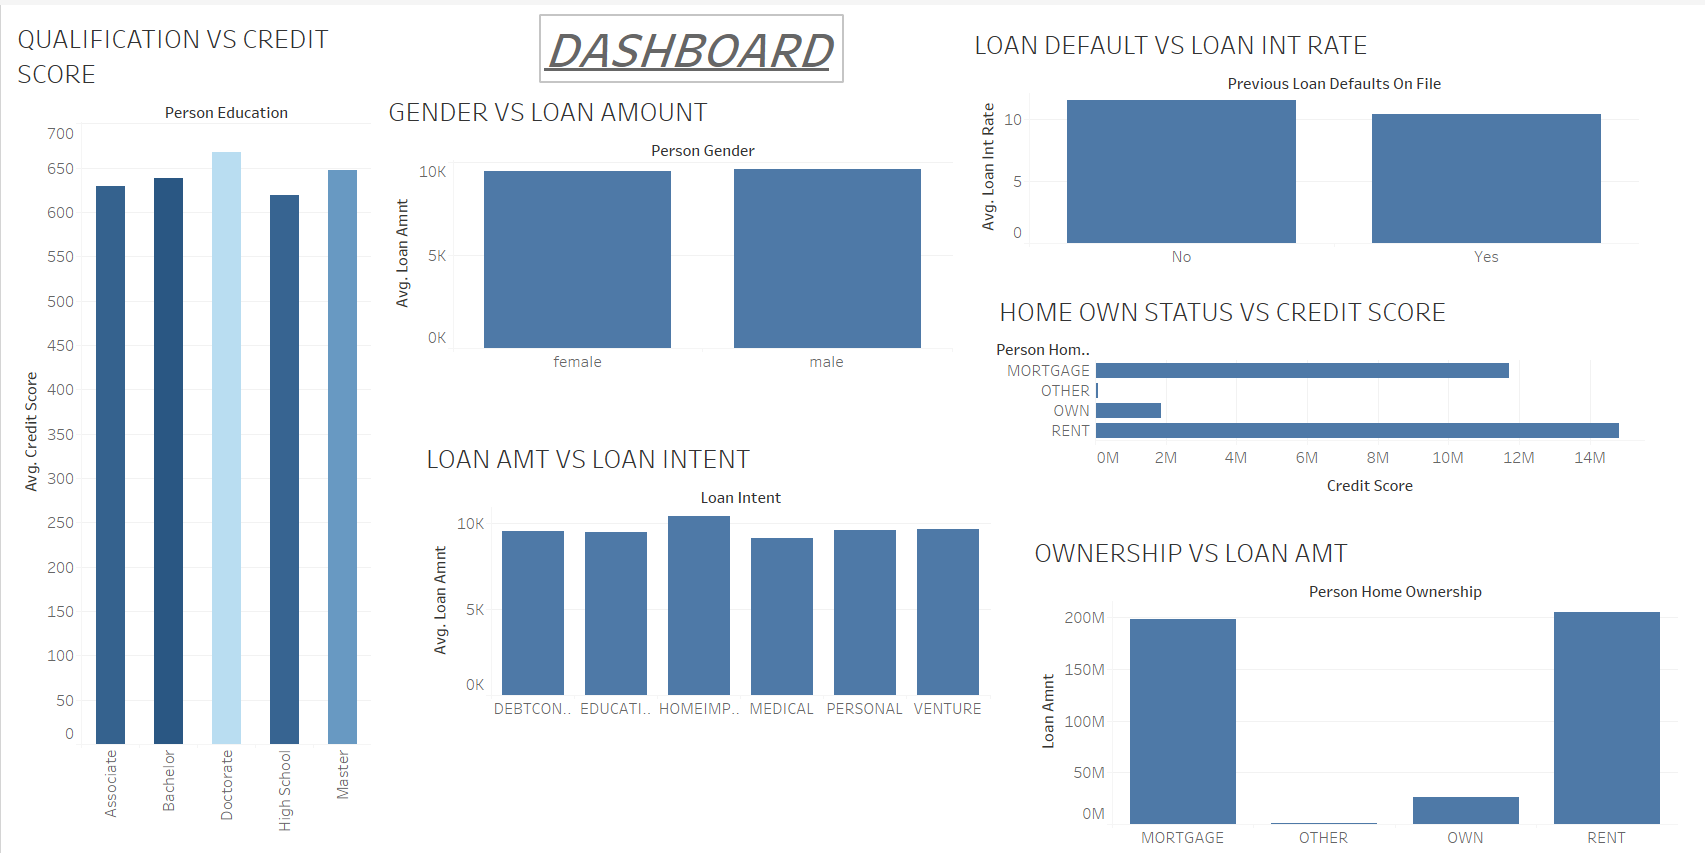 QUALIFICATION VS CREDIT
SCORE
Person Education
Avg. Credit Score
700
650
600
550
500
450
400
350
300
250
200
150
100
50
0
Associate
Bachelor
Doctorate
High School
Master
DASHBOARD
GENDER VS LOAN AMOUNT
Person Gender
Avg. Loan Amnt
10K
5K
0K
female
male
LOAN AMT VS LOAN INTENT
Loan Intent
Avg. Loan Amnt
10K
5K
0K
DEBTCON..
EDUCATI..
HOMEIMP..
MEDICAL
PERSONAL
VENTURE
LOAN DEFAULT VS LOAN INT RATE
Previous Loan Defaults On File
Avg. Loan Int Rate
10
5
0
No
Yes
HOME OWN STATUS VS CREDIT SCORE
Person Hom..
MORTGAGE
OTHER
OWN
RENT
0M
2M
4M
6M
8M
10M
12M
14M
Credit Score
OWNERSHIP VS LOAN AMT
Person Home Ownership
Loan Amnt
200M
150M
100M
50M
0M
MORTGAGE
OTHER
OWN
RENT